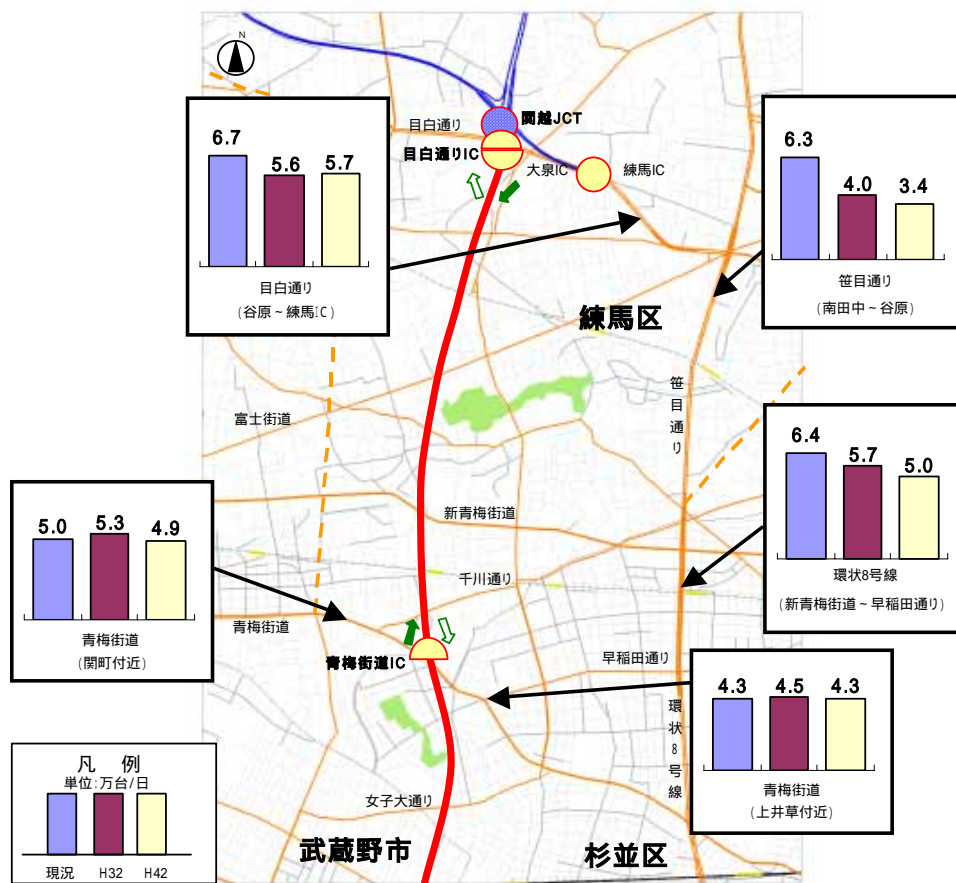 N
関越JCT
目白通り
目白通りIC
大泉IC
練馬IC
6.7
5.6
5.7
目白通り
(谷原~練馬IC)
6.3
4.0
3.4
笹目通り
(南田中~谷原)
練馬区
笹目通り
富士街道
6.4
5.7
5.0
環状8号線
(新青梅街道~早稲田通り)
新青梅街道
5.0
5.3
4.9
青梅街道
(関町付近)
千川通り
青梅街道
青梅街道IC
早稲田通り
4.3
4.5
4.3
青梅街道
(上井草付近)
環状8号線
女子大通り
凡 例
単位:万台/日
現況
H32
H42
武蔵野市
杉並区